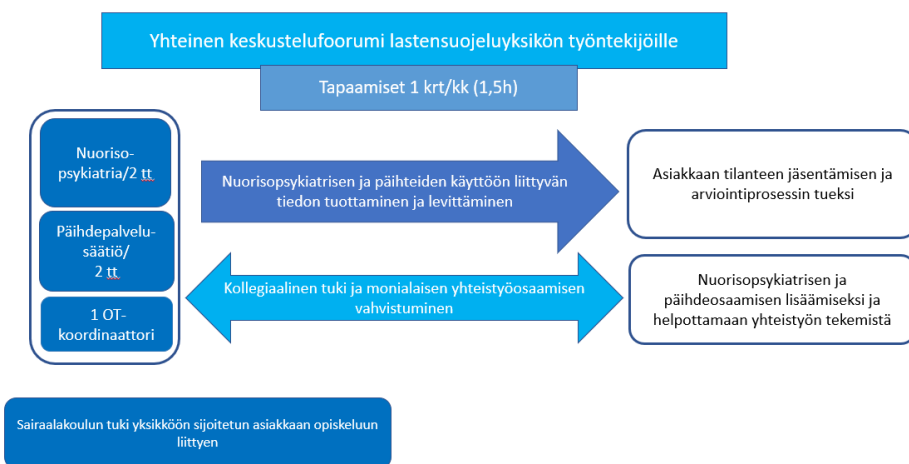 Yhteinen keskustelufoorumi lastensuojeluyksikön työntekijöille
Tapaamiset 1 krt/kk (1,5h)
Nuoriso-
psykiatria/2 tt
Päihdepalvelu-
säätiö/
2 tt
1 OT-
koordinaattori
Nuorisopsykiatrisen ja päihteiden käyttöön liittyvän
tiedon tuottaminen ja levittäminen
Asiakkaan tilanteen jäsentämisen ja
arviointiprosessin tueksi
Kollegiaalinen tuki ja monialaisen yhteistyöosaamisen
vahvistuminen
Nuorisopsykiatrisen ja
päihdeosaamisen lisäämiseksi ja
helpottamaan yhteistyön tekemistä
Sairaalakoulun tuki yksikköön sijoitetun asiakkaan opiskeluun
liittyen